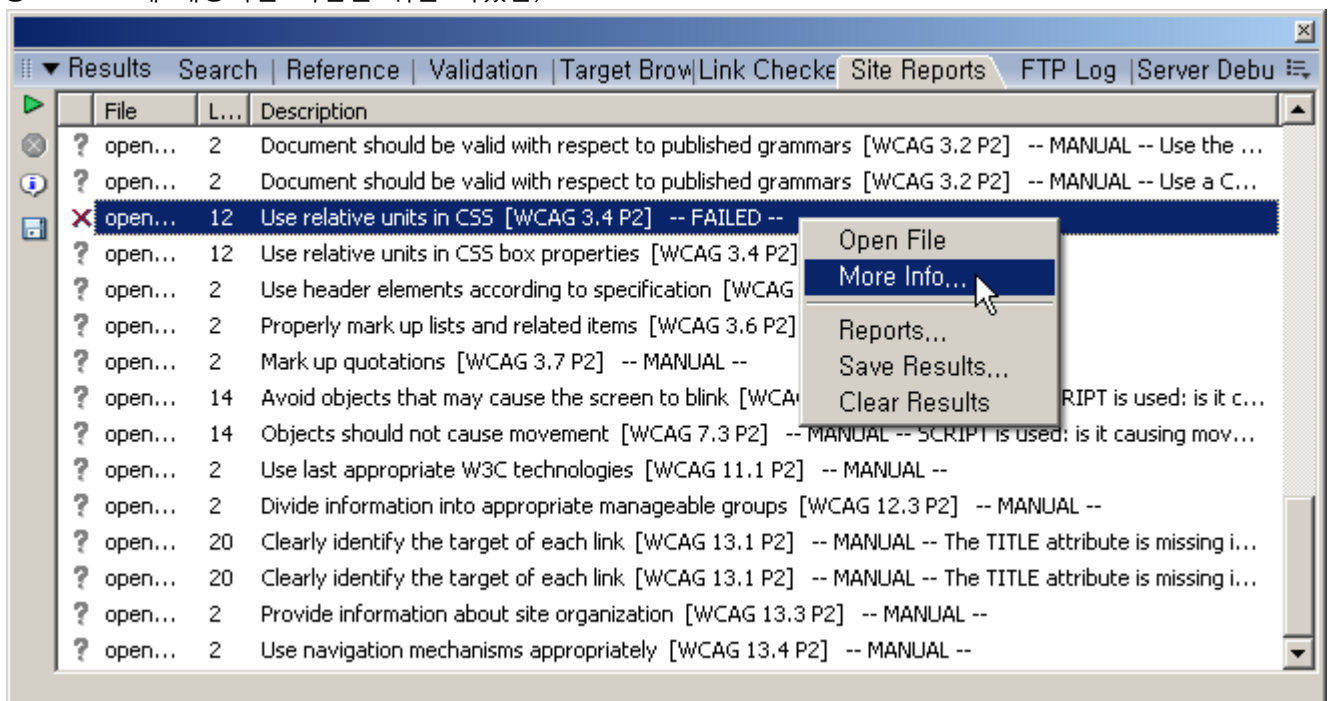 Results Search | Reference | Validation |Target Brow|Link Checke Site Reports FTP Log |Server Debu
File L... Description
? open... 2 Document should be valid with respect to published grammars [WCAG 3.2 P2] -- MANUAL -- Use the ...
? open... 2 Document should be valid with respect to published grammars [WCAG 3.2 P2] -- MANUAL -- Use a C...
open... 12 Use relative units in CSS [WCAG 3.4 P2] -- FAILED --
? open... 12 Use relative units in CSS box properties [WCAG 3.4 P2]
? open... 2 Use header elements according to specification [WCAG
? open... 2 Properly mark up lists and related items [WCAG 3.6 P2]
? open... 2 Mark up quotations [WCAG 3.7 P2] -- MANUAL --
? open... 14 Avoid objects that may cause the screen to blink [WCA RIPT is used: is it c...
? open... 14 Objects should not cause movement [WCAG 7.3 P2] -- MANUAL -- SCRIPT is used: is it causing mov...
? open... 2 Use last appropriate W3C technologies [WCAG 11.1 P2] -- MANUAL --
? open... 2 Divide information into appropriate manageable groups [WCAG 12.3 P2] -- MANUAL --
? open... 20 Clearly identify the target of each link [WCAG 13.1 P2] -- MANUAL -- The TITLE attribute is missing i...
? open... 20 Clearly identify the target of each link [WCAG 13.1 P2] -- MANUAL -- The TITLE attribute is missing i...
? open... 2 Provide information about site organization [WCAG 13.3 P2] -- MANUAL --
? open... 2 Use navigation mechanisms appropriately [WCAG 13.4 P2] -- MANUAL --
Open File
More Info...
Reports...
Save Results...
Clear Results